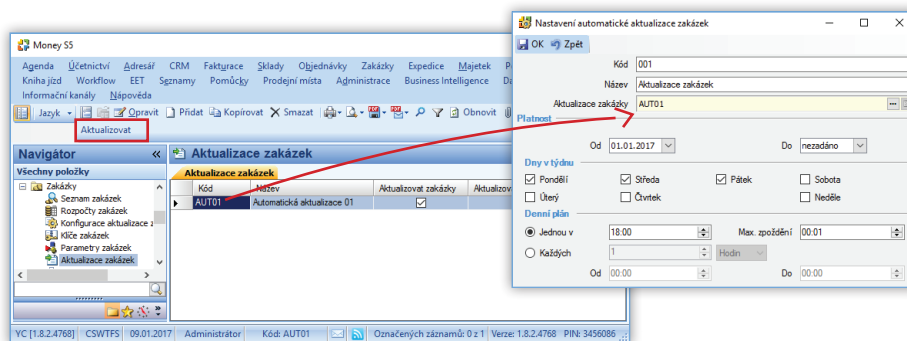 Money S5
Agenda Účetnictví Adresář CRM Fakturace Sklady Objednávky Zakázky Expedice Majetek
Kniha jízd Workflow EET Seznamy Pomůcky Prodejní místa Administrace Business Intelligence
Informační kanály Nápověda
Jazyk Opravit Přidat Kopírovat Smazat Obnovit
Aktualizovat
Navigátor
Všechny položky
Zakázky
Seznam zakázek
Rozpočty zakázek
Konfigurace aktualizace z
Klíče zakázek
Parametry zakázek
Aktualizace zakázek
Aktualizace zakázek
Aktualizace zakázek
Kód Název Aktualizovat zakázky Aktualizov
AUT01 Automatická aktualizace 01
YC [1.8.2.4768] CSWTFS 09.01.2017 Administrátor Kód: AUT01 Označených záznamů: 0 z 1 Verze: 1.8.2.4768 PIN: 3456086
Nastavení automatické aktualizace zakázek
OK Zpět
Kód 001
Název Aktualizace zakázek
Aktualizace zakázky AUT01
Platnost
Od 01.01.2017 Do nezadáno
Dny v týdnu
Pondělí Středa Pátek Sobota
Úterý Čtvrtek Neděle
Denní plán
Jednou v 18:00 Max. zpoždění 00:01
Každých 1 Hodin
Od 00:00 Do 00:00